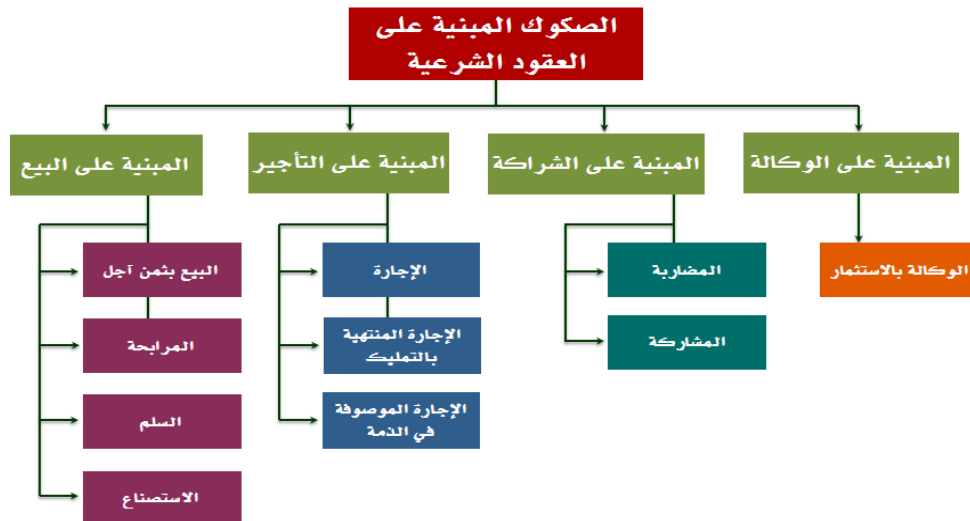 الصكوك المبنية على
العقود الشرعية
المبنية على الوكالة
المبنية على الشراكة
المبنية على التأجير
المبنية على البيع
الوكالة بالاستثمار
المضاربة
المشاركة
الإجارة
الإجارة المنتهية
بالتمليك
الإجارة الموصوفة
في الذمة
البيع بثمن آجل
المرابحة
السلم
الاستصناع